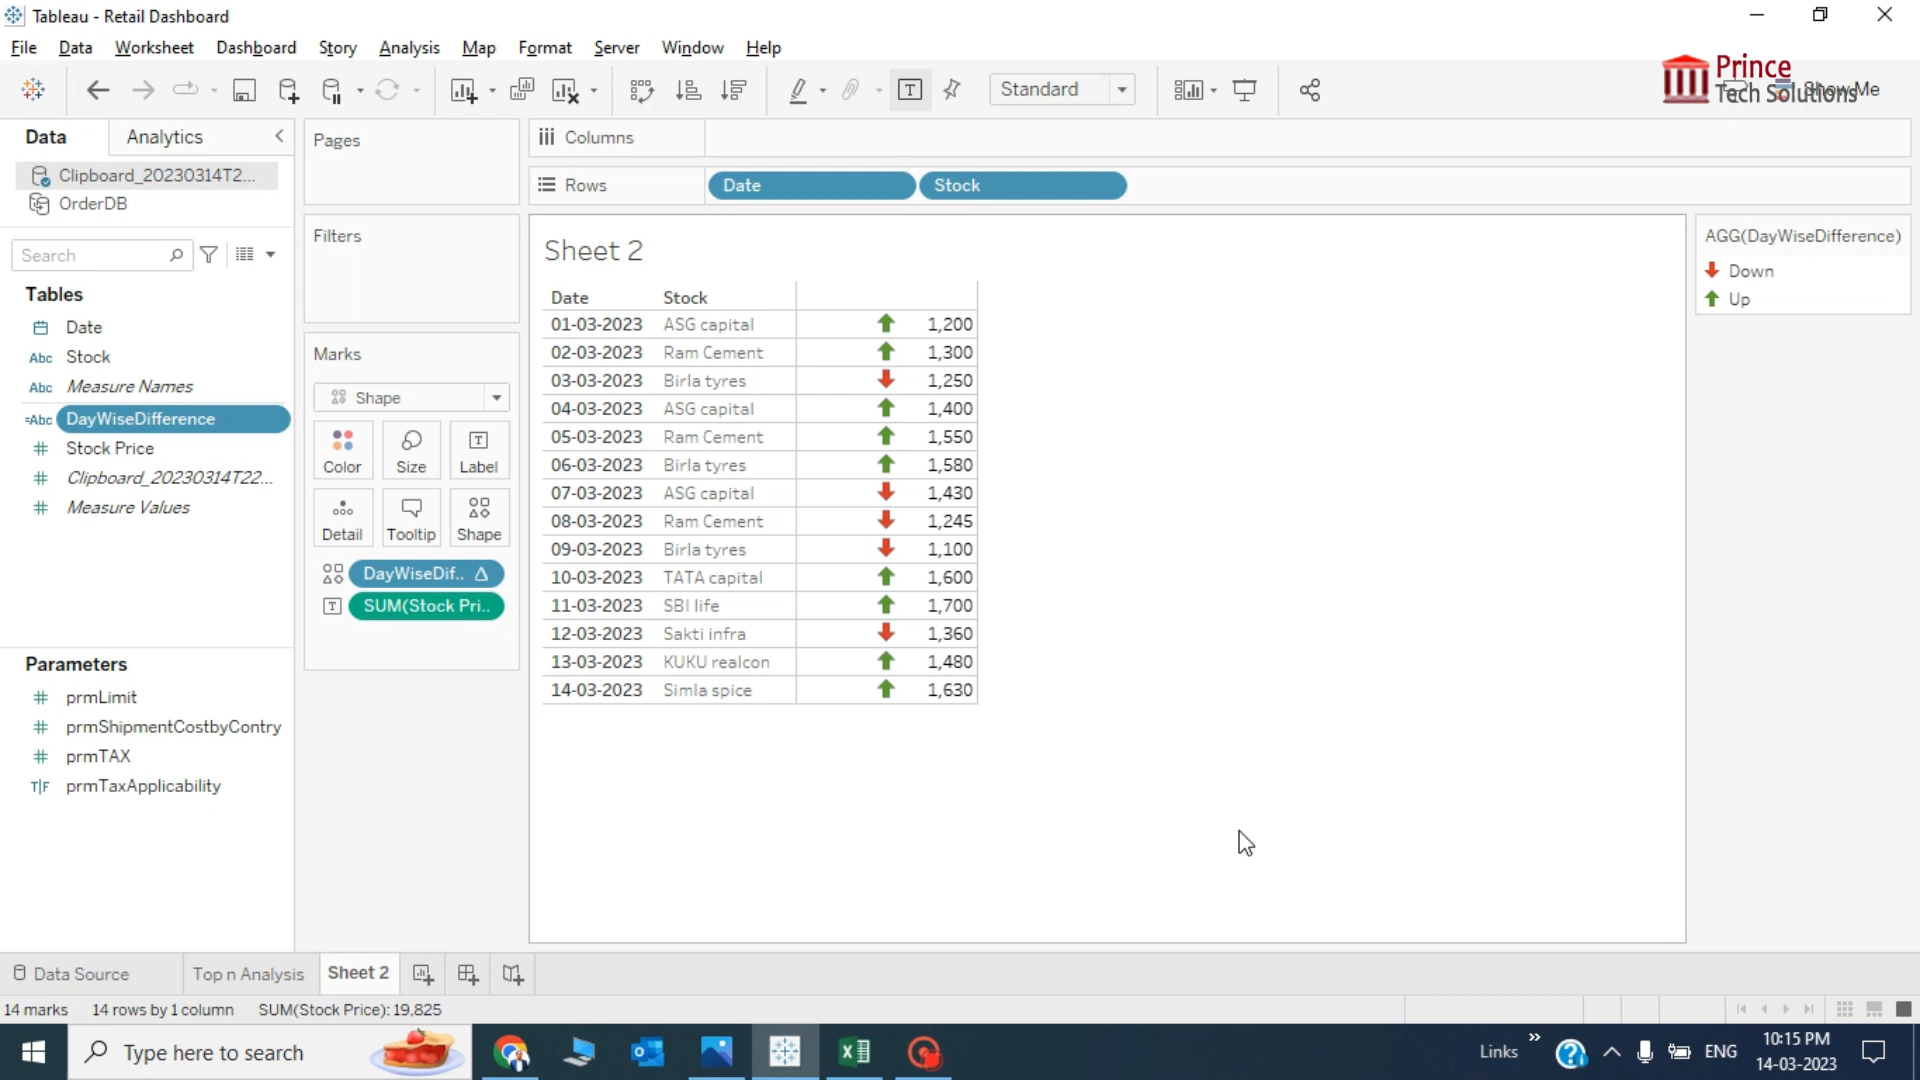 Tableau - Retail Dashboard
File Data Worksheet Dashboard Story Analysis Map Format Server Window Help
Standard
Show Me
Prince
Tech Solutions
Data Analytics
Clipboard_20230314T2...
OrderDB
Search
Tables
Date
Abc Stock
Abc Measure Names
=Abc DayWiseDifference
# Stock Price
# Clipboard_20230314T22...
# Measure Values
Parameters
# prmLimit
# prmShipmentCostbyContry
# prmTAX
T|F prmTaxApplicability
Pages
Filters
Marks
Shape
Color Size Label
Detail Tooltip Shape
DayWiseDif..
SUM(Stock Pri..
Columns
Rows Date Stock
Sheet 2
Date Stock
01-03-2023 ASG capital 1,200
02-03-2023 Ram Cement 1,300
03-03-2023 Birla tyres 1,250
04-03-2023 ASG capital 1,400
05-03-2023 Ram Cement 1,550
06-03-2023 Birla tyres 1,580
07-03-2023 ASG capital 1,430
08-03-2023 Ram Cement 1,245
09-03-2023 Birla tyres 1,100
10-03-2023 TATA capital 1,600
11-03-2023 SBI life 1,700
12-03-2023 Sakti infra 1,360
13-03-2023 KUKU realcon 1,480
14-03-2023 Simla spice 1,630
AGG(DayWiseDifference)
Down
Up
Data Source Top n Analysis Sheet 2
14 marks 14 rows by 1 column SUM(Stock Price): 19,825
Type here to search
Links
ENG
10:15 PM
14-03-2023